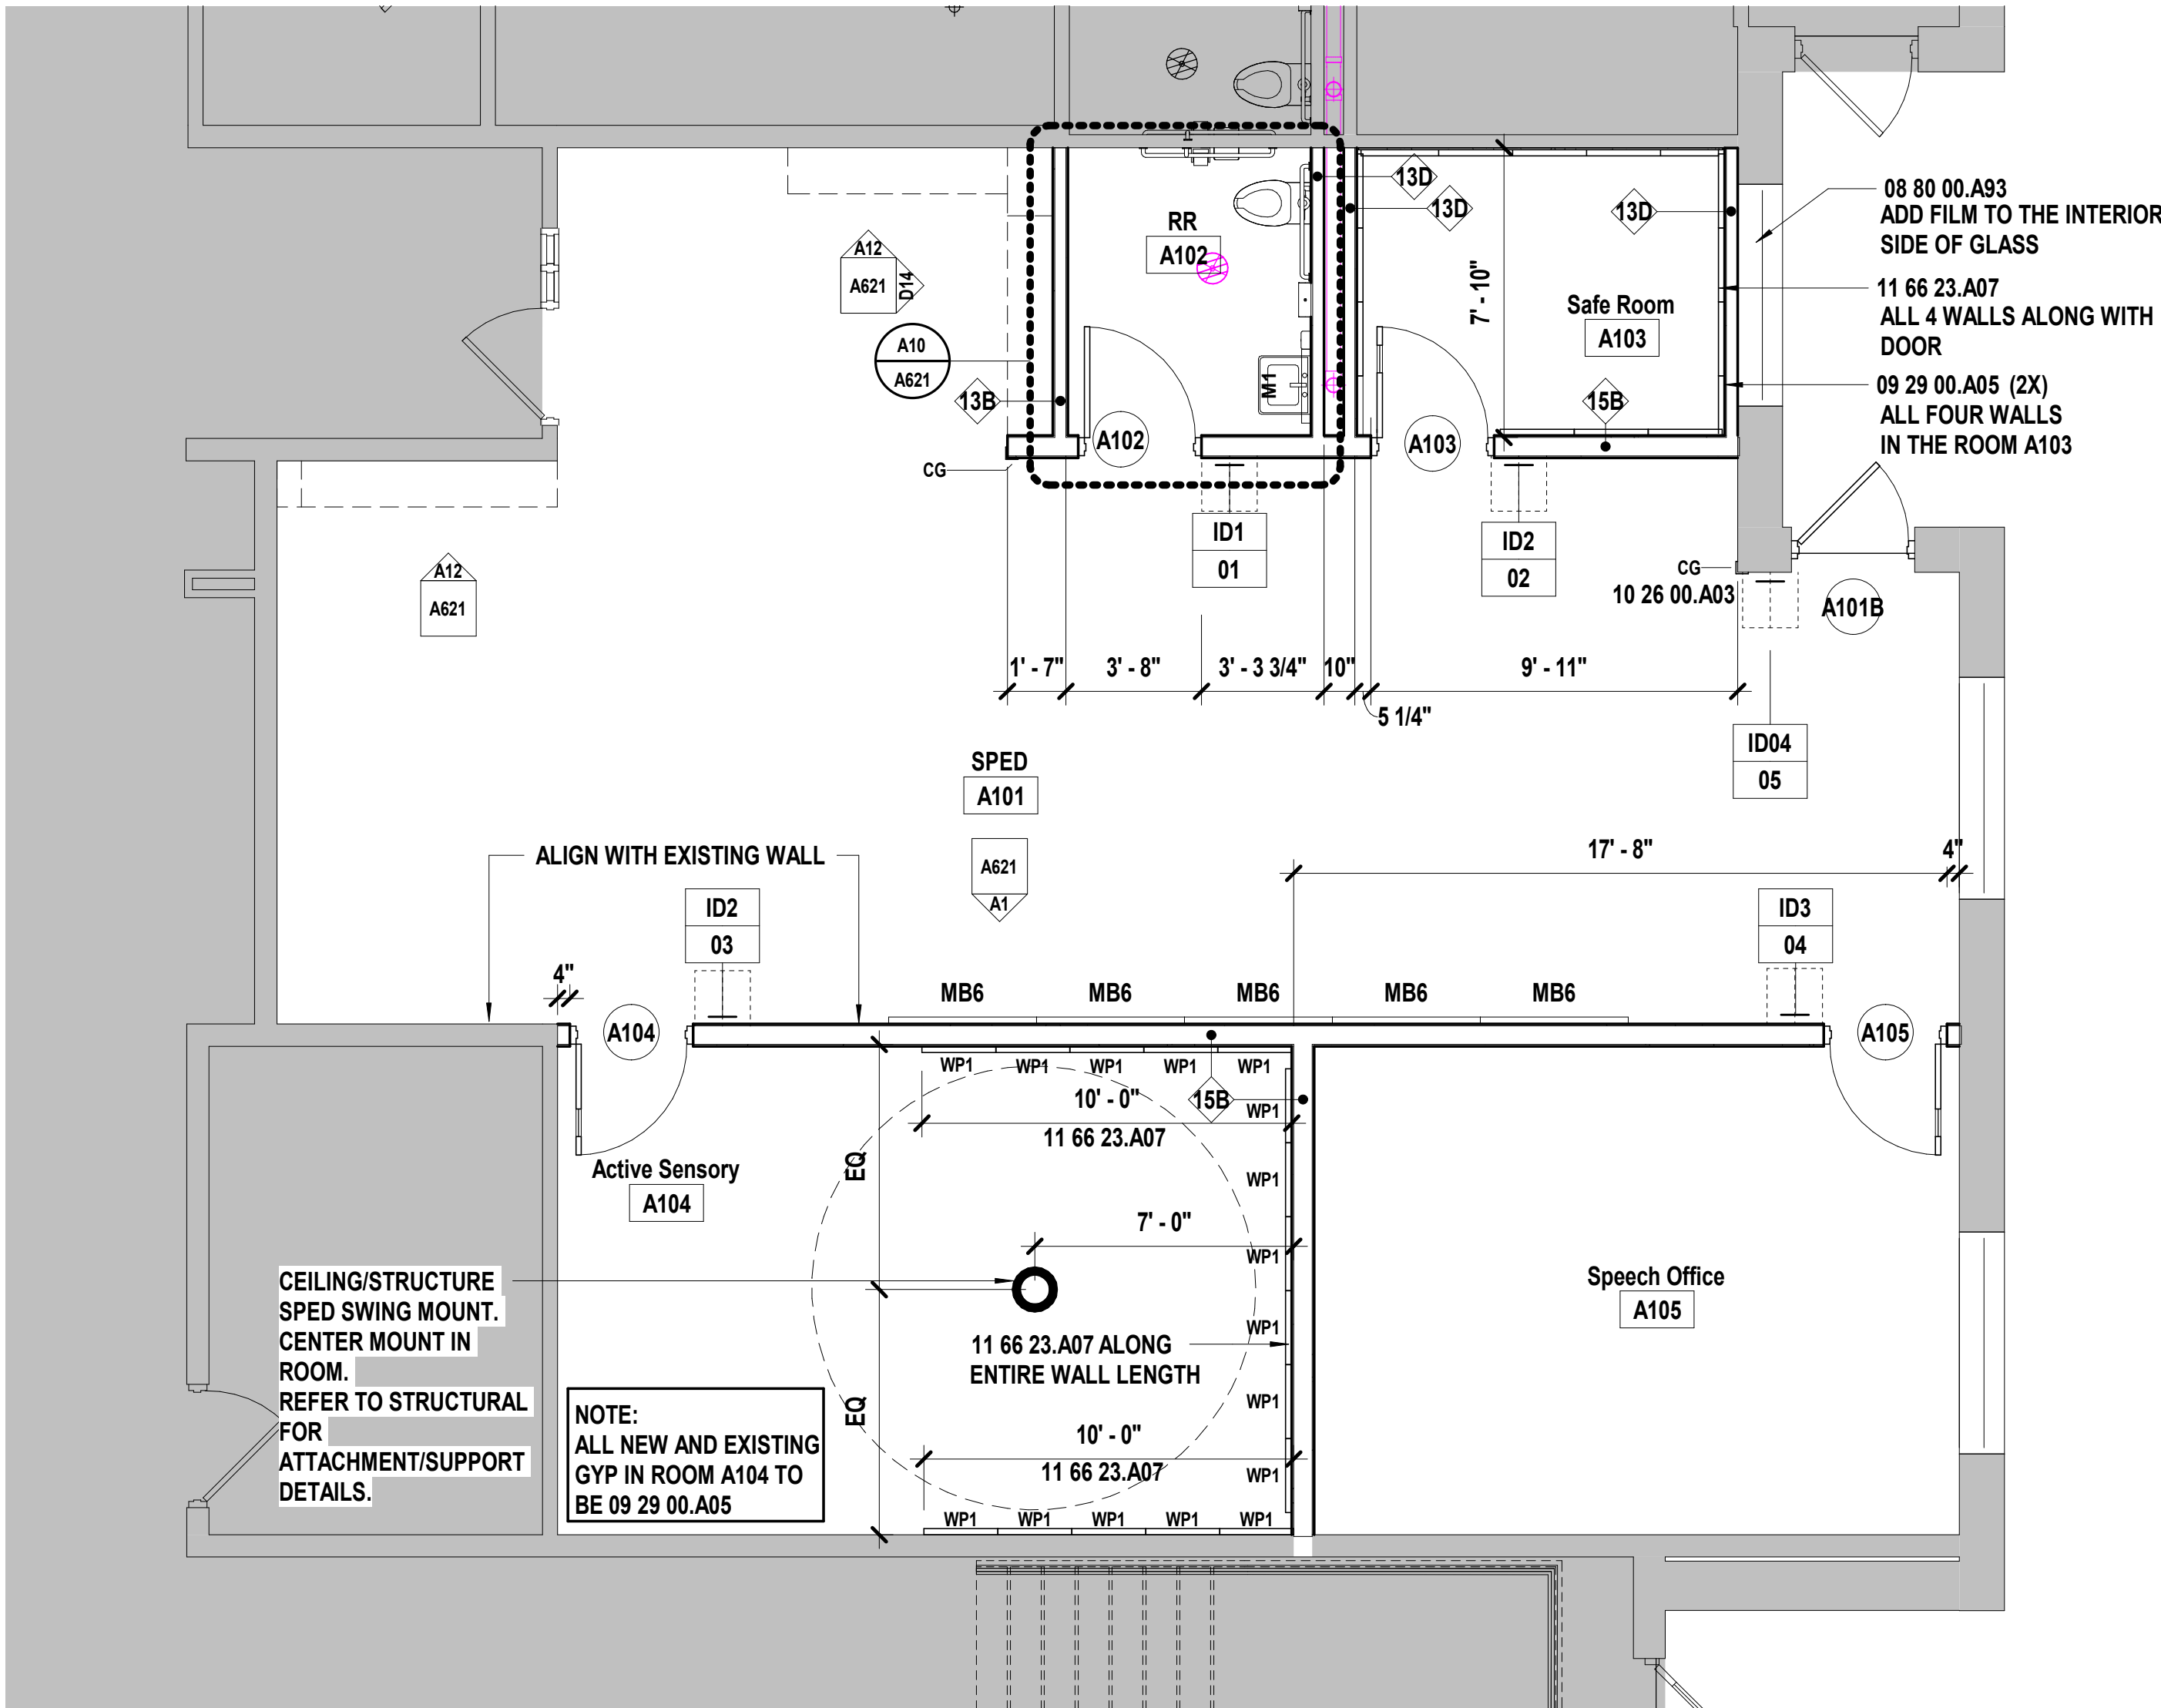 RR
A102
13D
13D
13D
08 80 00.A93
ADD FILM TO THE INTERIOR
SIDE OF GLASS
A12
A621
D14
7' - 10"
Safe Room
A103
11 66 23.A07
ALL 4 WALLS ALONG WITH
DOOR
A10
A621
M1
09 29 00.A05 (2X)
ALL FOUR WALLS
IN THE ROOM A103
13B
15B
A102
A103
CG
ID1
01
ID2
02
CG
10 26 00.A03
A101B
A12
A621
1' - 7"
3' - 8"
3' - 3 3/4"
10"
9' - 11"
5 1/4"
ID04
05
SPED
A101
ALIGN WITH EXISTING WALL
A621
A1
17' - 8"
4"
ID2
03
ID3
04
4"
MB6
MB6
MB6
MB6
MB6
A104
A105
WP1
WP1
WP1
WP1
WP1
10' - 0"
15B
WP1
11 66 23.A07
EQ
Active Sensory
A104
WP1
7' - 0"
WP1
CEILING/STRUCTURE
SPED SWING MOUNT.
CENTER MOUNT IN
ROOM.
REFER TO STRUCTURAL
FOR
ATTACHMENT/SUPPORT
DETAILS.
Speech Office
A105
WP1
11 66 23.A07 ALONG
ENTIRE WALL LENGTH
WP1
EQ
NOTE:
ALL NEW AND EXISTING
GYP IN ROOM A104 TO
BE 09 29 00.A05
10' - 0"
11 66 23.A07
WP1
WP1
WP1
WP1
WP1
WP1